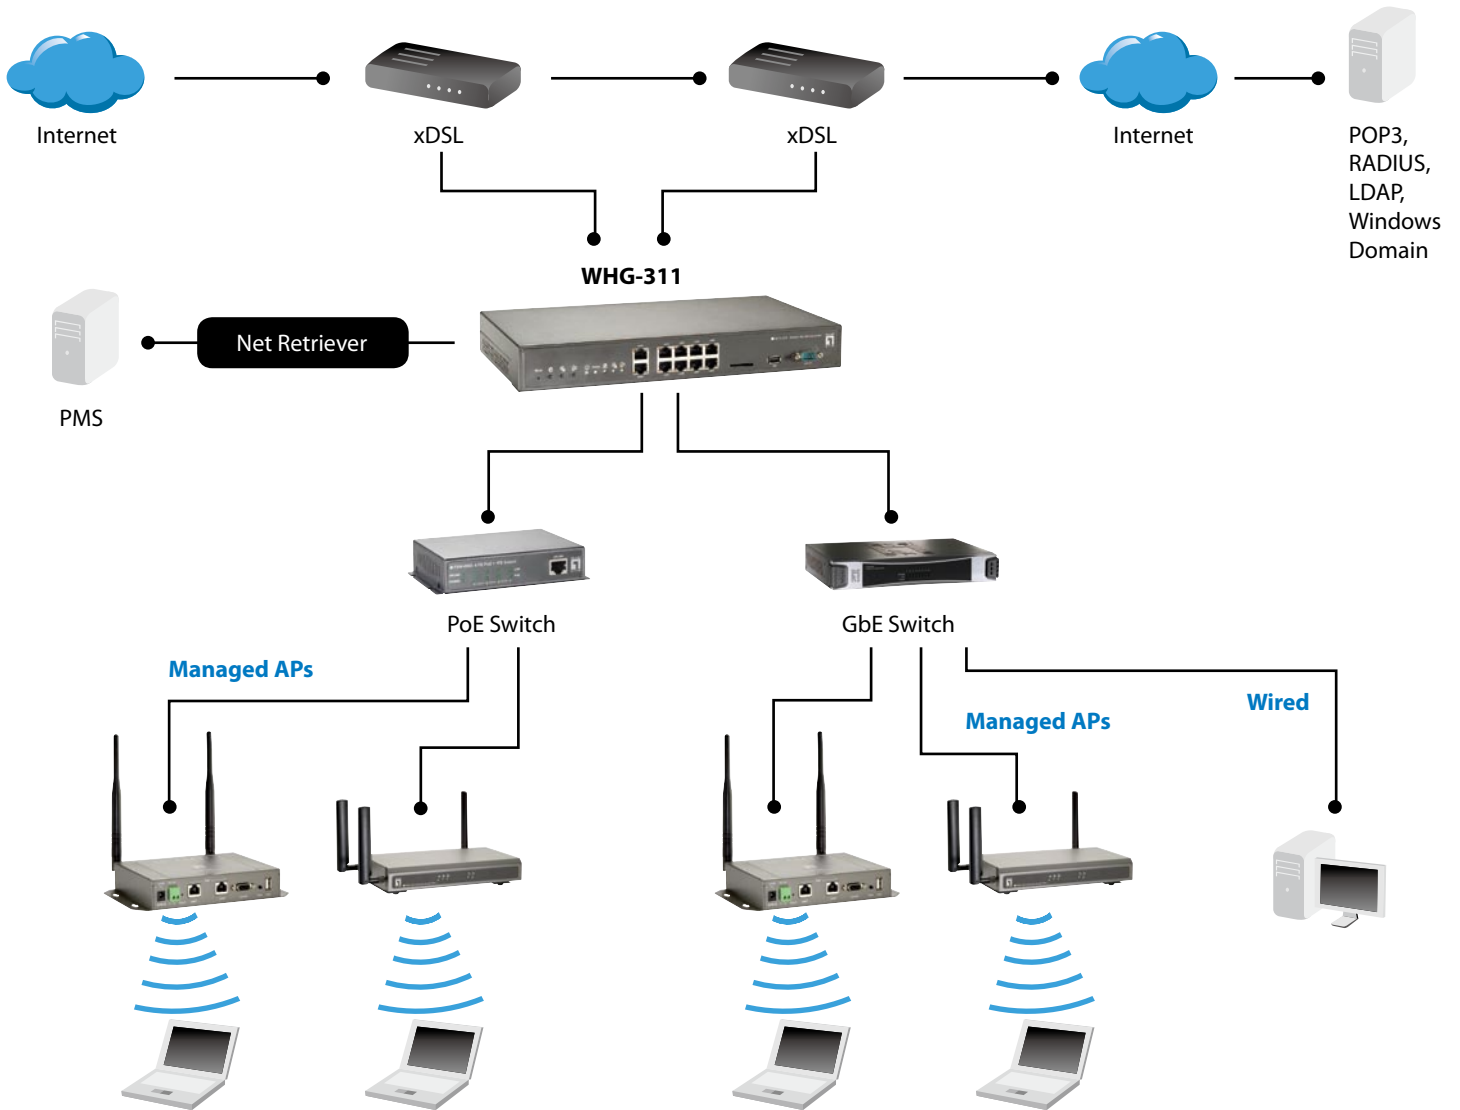 Internet
xDSL
xDSL
Internet
POP3,
RADIUS,
LDAP,
Windows
Domain
WHG-311
Net Retriever
PMS
PoE Switch
GbE Switch
Managed APs
Wired
Managed APs